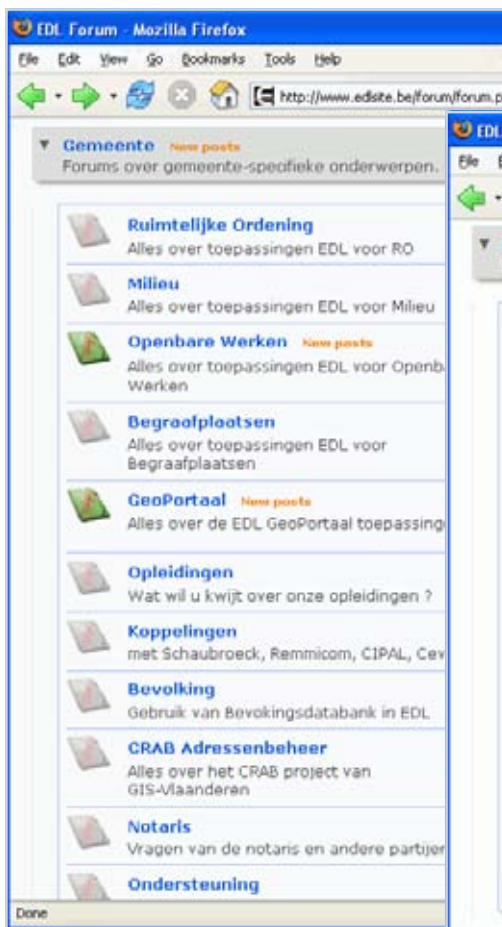 EDL Forum - Mozilla Firefox
File Edit View Go Bookmarks Tools Help
http://www.edlsite.be/forum/forum.p
Gemeente New posts
Forums over gemeente-specifieke onderwerpen.
Ruimtelijke Ordening
Alles over toepassingen EDL voor RO
Milieu
Alles over toepassingen EDL voor Milieu
Openbare Werken New posts
Alles over toepassingen EDL voor Openb
Werken
Begraafplaatsen
Alles over toepassingen EDL voor
Begraafplaatsen
GeoPortaal New posts
Alles over de EDL GeoPortaal toepassing
Opleidingen
Wat wil u kwijt over onze opleidingen ?
Koppelingen
met Schaubroeck, Remmicom, CIPAL, Cev
Bevolking
Gebruik van Bevokingsdatabank in EDL
CRAB Adressenbeheer
Alles over het CRAB project van
GIS-Vlaanderen
Notaris
Vragen van de notaris en andere partijen
Ondersteuning
Done
EDL
File E